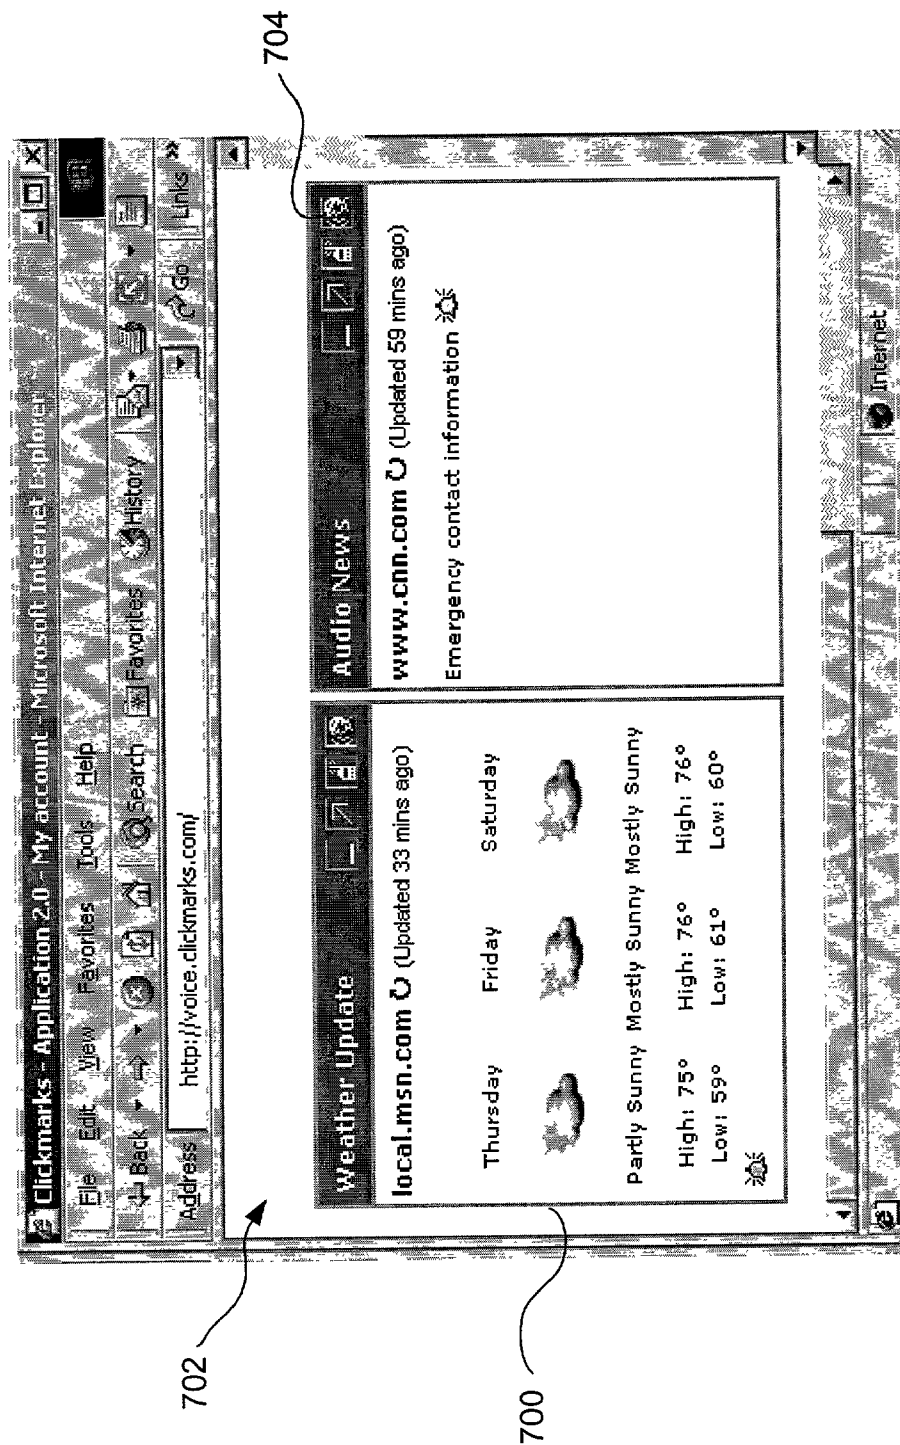 Clickmarks - Application 2.0 - My account - Microsoft Internet Explorer
File Edit View Favorites Tools Help
Back Search Favorites History
Address http://voice.clickmarks.com/ Go Links »
702
704
Weather Update
local.msn.com (Updated 33 mins ago)
Thursday Friday Saturday
Partly Sunny Mostly Sunny Mostly Sunny
High: 75° High: 76° High: 76°
Low: 59° Low: 61° Low: 60°
Audio News
www.cnn.com (Updated 59 mins ago)
Emergency contact information
700
Internet